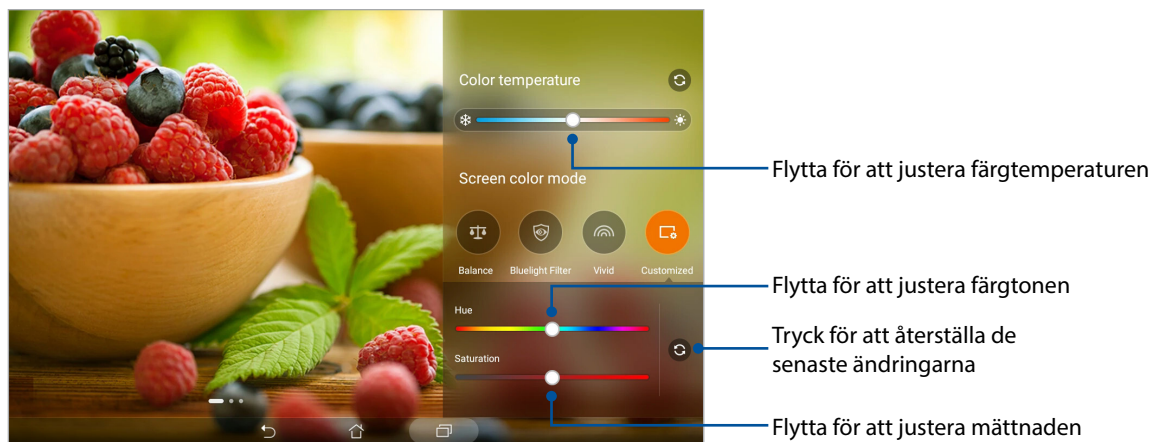 Color temperature
Flytta för att justera färgtemperaturen
Screen color mode
Balance Bluelight Filter Vivid Customized
Flytta för att justera färgtonen
Hue
Tryck för att återställa de
senaste ändringarna
Saturation
Flytta för att justera mättnaden